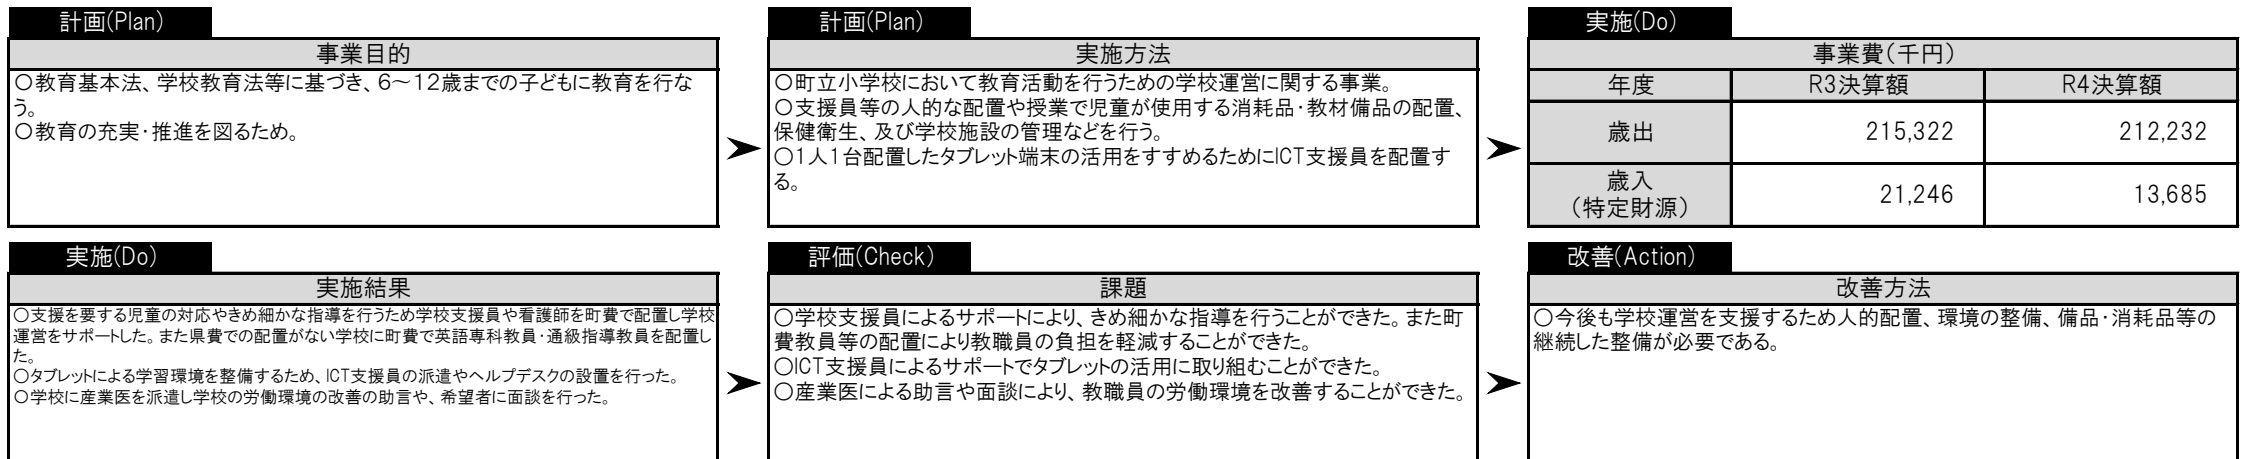 計画(Plan)
事業目的
○教育基本法、学校教育法等に基づき、6～12歳までの子どもに教育を行な
う。
○教育の充実・推進を図るため。
計画(Plan)
実施方法
○町立小学校において教育活動を行うための学校運営に関する事業。
○支援員等の人的な配置や授業で児童が使用する消耗品・教材備品の配置、
保健衛生、及び学校施設の管理などを行う。
○1人1台配置したタブレット端末の活用をすすめるためにICT支援員を配置す
る。
実施(Do)
事業費(千円)
年度 R3決算額 R4決算額
歳出 215,322 212,232
歳入
(特定財源) 21,246 13,685
実施(Do)
実施結果
○支援を要する児童の対応やきめ細かな指導を行うため学校支援員や看護師を町費で配置し学校
運営をサポートした。また県費での配置がない学校に町費で英語専科教員・通級指導教員を配置し
た。
○タブレットによる学習環境を整備するため、ICT支援員の派遣やヘルプデスクの設置を行った。
○学校に産業医を派遣し学校の労働環境の改善の助言や、希望者に面談を行った。
評価(Check)
課題
○学校支援員によるサポートにより、きめ細かな指導を行うことができた。また町
費教員等の配置により教職員の負担を軽減することができた。
○ICT支援員によるサポートでタブレットの活用に取り組むことができた。
○産業医による助言や面談により、教職員の労働環境を改善することができた。
改善(Action)
改善方法
○今後も学校運営を支援するため人的配置、環境の整備、備品・消耗品等の
継続した整備が必要である。